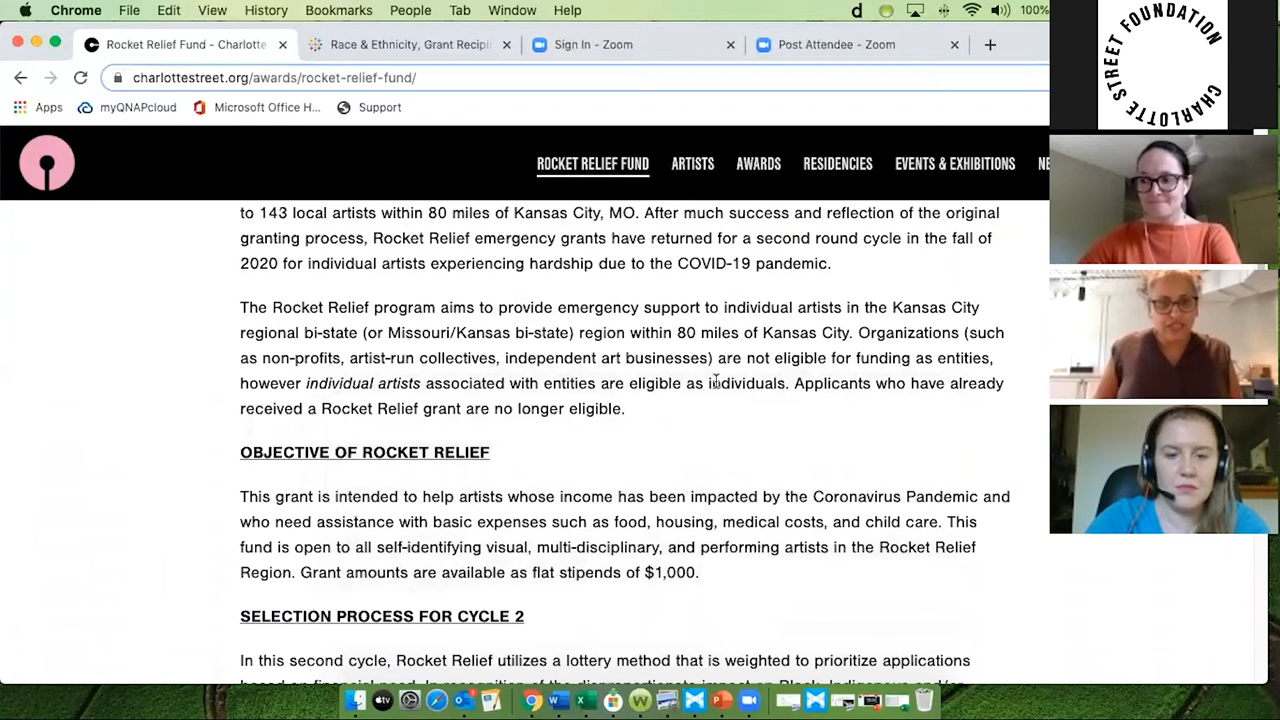 Chrome File Edit View History Bookmarks People Tab Window Help
100%
Rocket Relief Fund - Charlotte
Race & Ethnicity, Grant Recipi
Sign In - Zoom
Post Attendee - Zoom
charlottestreet.org/awards/rocket-relief-fund/
Apps myQNAPcloud Microsoft Office H... Support
CHARLOTTE STREET FOUNDATION
ROCKET RELIEF FUND ARTISTS AWARDS RESIDENCIES EVENTS & EXHIBITIONS NE
to 143 local artists within 80 miles of Kansas City, MO. After much success and reflection of the original
granting process, Rocket Relief emergency grants have returned for a second round cycle in the fall of
2020 for individual artists experiencing hardship due to the COVID-19 pandemic.
The Rocket Relief program aims to provide emergency support to individual artists in the Kansas City
regional bi-state (or Missouri/Kansas bi-state) region within 80 miles of Kansas City. Organizations (such
as non-profits, artist-run collectives, independent art businesses) are not eligible for funding as entities,
however individual artists associated with entities are eligible as individuals. Applicants who have already
received a Rocket Relief grant are no longer eligible.
OBJECTIVE OF ROCKET RELIEF
This grant is intended to help artists whose income has been impacted by the Coronavirus Pandemic and
who need assistance with basic expenses such as food, housing, medical costs, and child care. This
fund is open to all self-identifying visual, multi-disciplinary, and performing artists in the Rocket Relief
Region. Grant amounts are available as flat stipends of $1,000.
SELECTION PROCESS FOR CYCLE 2
In this second cycle, Rocket Relief utilizes a lottery method that is weighted to prioritize applications